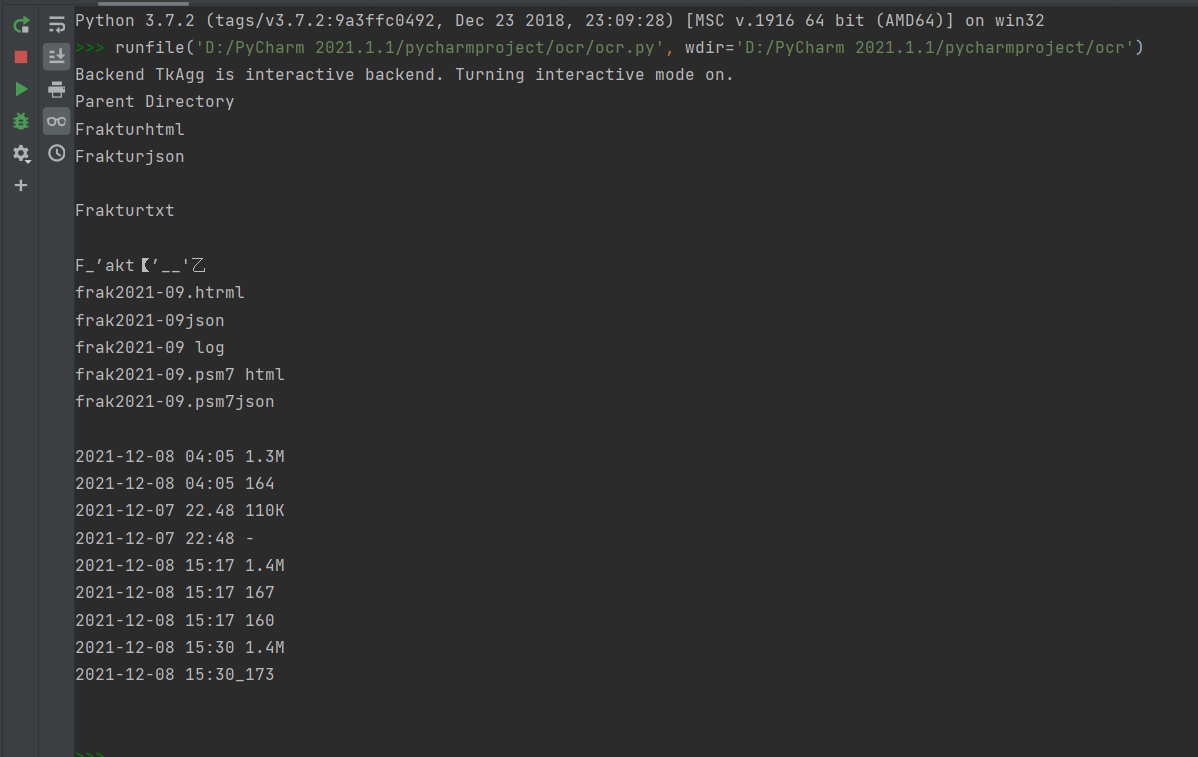 Python 3.7.2 (tags/v3.7.2:9a3ffc0492, Dec 23 2018, 23:09:28) [MSC v.1916 64 bit (AMD64)] on win32
>>> runfile('D:/PyCharm 2021.1.1/pycharmproject/ocr/ocr.py', wdir='D:/PyCharm 2021.1.1/pycharmproject/ocr')
Backend TkAgg is interactive backend. Turning interactive mode on.
Parent Directory
Frakturhtml
Frakturjson
Frakturtxt
F_’akt【’__'乙
frak2021-09.htrml
frak2021-09json
frak2021-09 log
frak2021-09.psm7 html
frak2021-09.psm7json
2021-12-08 04:05 1.3M
2021-12-08 04:05 164
2021-12-07 22.48 110K
2021-12-07 22:48 -
2021-12-08 15:17 1.4M
2021-12-08 15:17 167
2021-12-08 15:17 160
2021-12-08 15:30 1.4M
2021-12-08 15:30_173
>>>